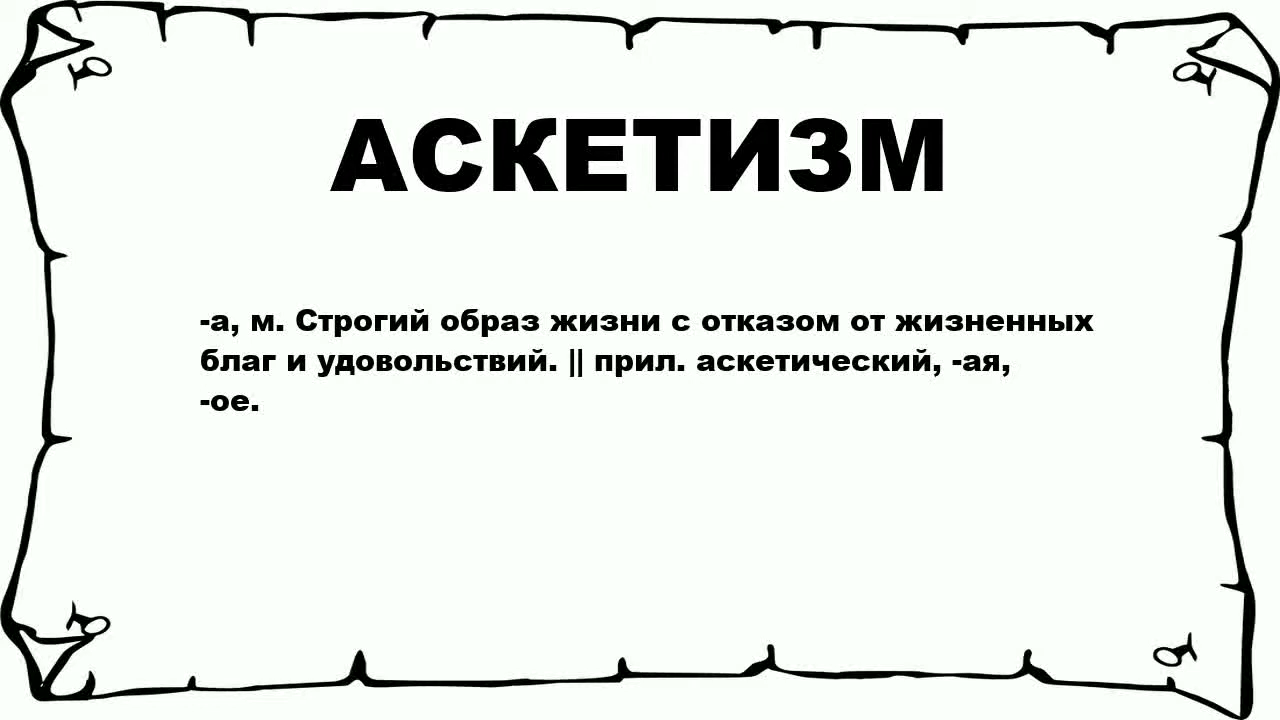 АСКЕТИЗМ
-а, м. Строгий образ жизни с отказом от жизненных
благ и удовольствий. || прил. аскетический, -ая,
-ое.